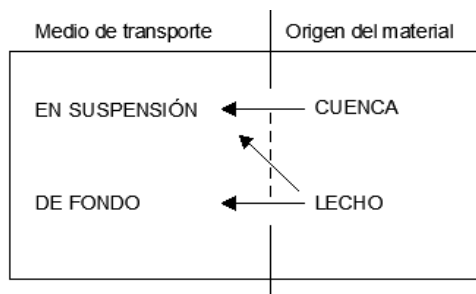 Medio de transporte Origen del material
EN SUSPENSIÓN CUENCA
DE FONDO LECHO